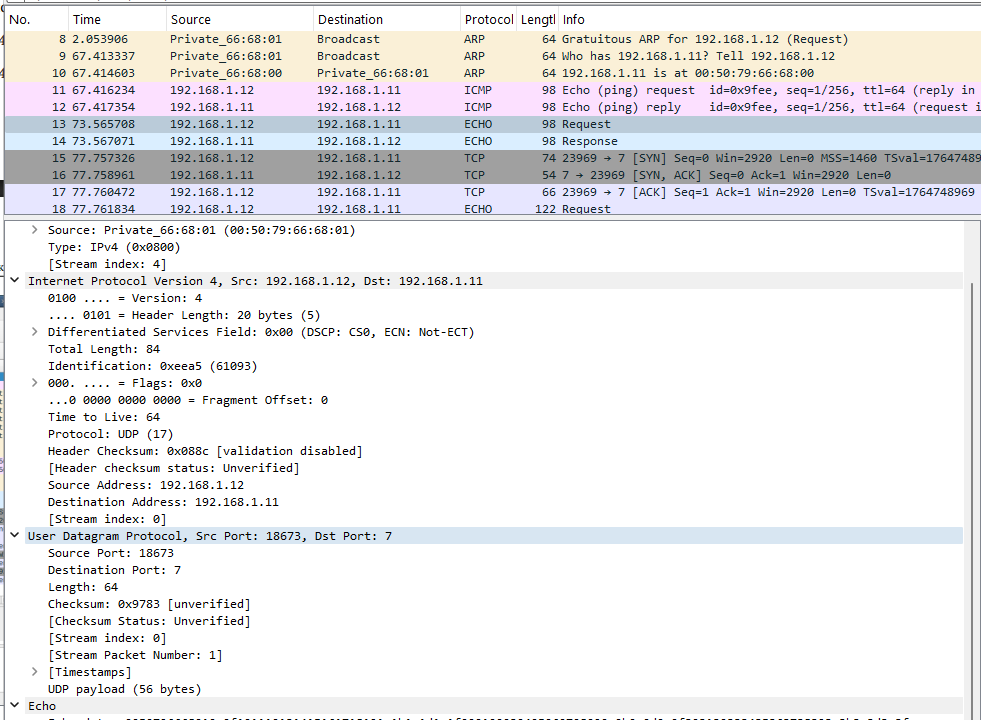 No. Time Source Destination Protocol Lengtl Info
8 2.053906 Private_66:68:01 Broadcast ARP 64 Gratuitous ARP for 192.168.1.12 (Request)
9 67.413337 Private_66:68:01 Broadcast ARP 64 Who has 192.168.1.11? Tell 192.168.1.12
10 67.414603 Private_66:68:00 Private_66:68:01 ARP 64 192.168.1.11 is at 00:50:79:66:68:00
11 67.416234 192.168.1.12 192.168.1.11 ICMP 98 Echo (ping) request id=0x9fee, seq=1/256, ttl=64 (reply in
12 67.417354 192.168.1.11 192.168.1.12 ICMP 98 Echo (ping) reply id=0x9fee, seq=1/256, ttl=64 (request i
13 73.565708 192.168.1.12 192.168.1.11 ECHO 98 Request
14 73.567071 192.168.1.11 192.168.1.12 ECHO 98 Response
15 77.757326 192.168.1.12 192.168.1.11 TCP 74 23969 → 7 [SYN] Seq=0 Win=2920 Len=0 MSS=1460 TSval=17647489
16 77.758961 192.168.1.11 192.168.1.12 TCP 54 7 → 23969 [SYN, ACK] Seq=0 Ack=1 Win=2920 Len=0
17 77.760472 192.168.1.12 192.168.1.11 TCP 66 23969 → 7 [ACK] Seq=1 Ack=1 Win=2920 Len=0 TSval=1764748969
18 77.761834 192.168.1.12 192.168.1.11 ECHO 122 Request
Source: Private_66:68:01 (00:50:79:66:68:01)
Type: IPv4 (0x0800)
[Stream index: 4]
Internet Protocol Version 4, Src: 192.168.1.12, Dst: 192.168.1.11
0100 .... = Version: 4
.... 0101 = Header Length: 20 bytes (5)
Differentiated Services Field: 0x00 (DSCP: CS0, ECN: Not-ECT)
Total Length: 84
Identification: 0xeea5 (61093)
000. .... = Flags: 0x0
...0 0000 0000 0000 = Fragment Offset: 0
Time to Live: 64
Protocol: UDP (17)
Header Checksum: 0x088c [validation disabled]
[Header checksum status: Unverified]
Source Address: 192.168.1.12
Destination Address: 192.168.1.11
[Stream index: 0]
User Datagram Protocol, Src Port: 18673, Dst Port: 7
Source Port: 18673
Destination Port: 7
Length: 64
Checksum: 0x9783 [unverified]
[Checksum Status: Unverified]
[Stream index: 0]
[Stream Packet Number: 1]
[Timestamps]
UDP payload (56 bytes)
Echo